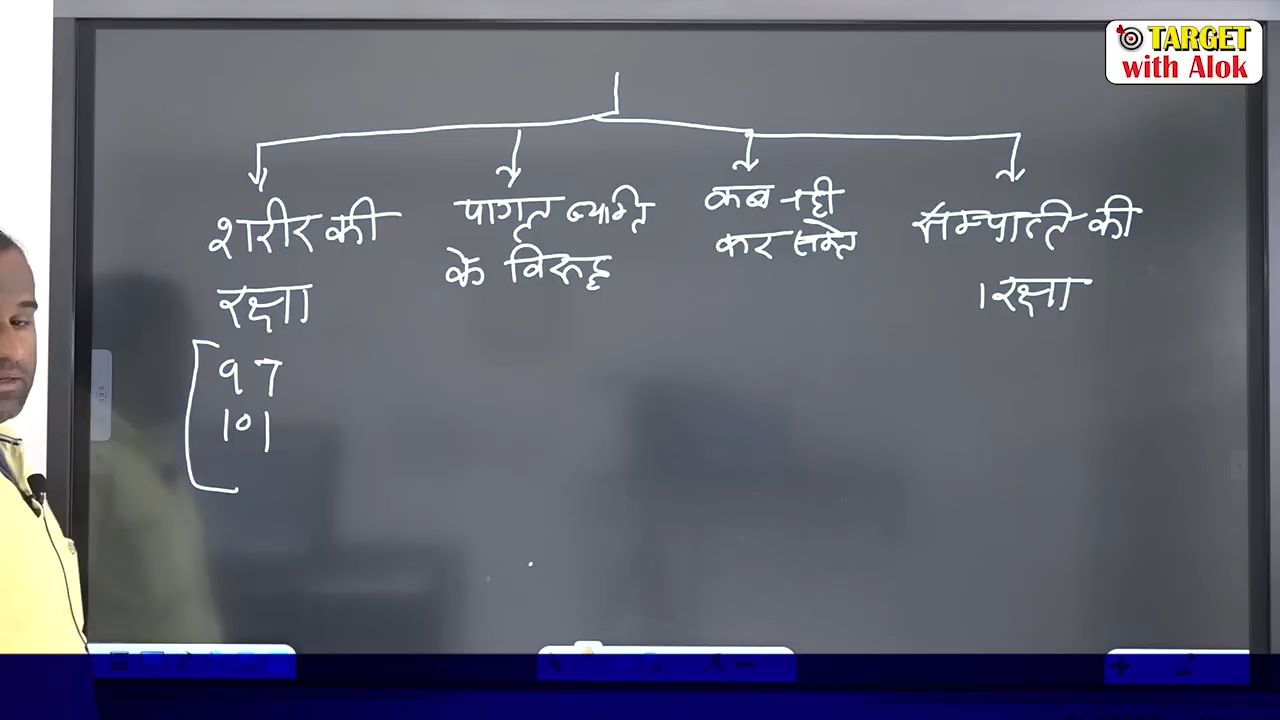 TARGET
with Alok
शरीर की
रक्षा
97
101
पागल व्यक्ति
के विरुद्ध
कब नही
कर सकते
सम्पत्ति की
रक्षा